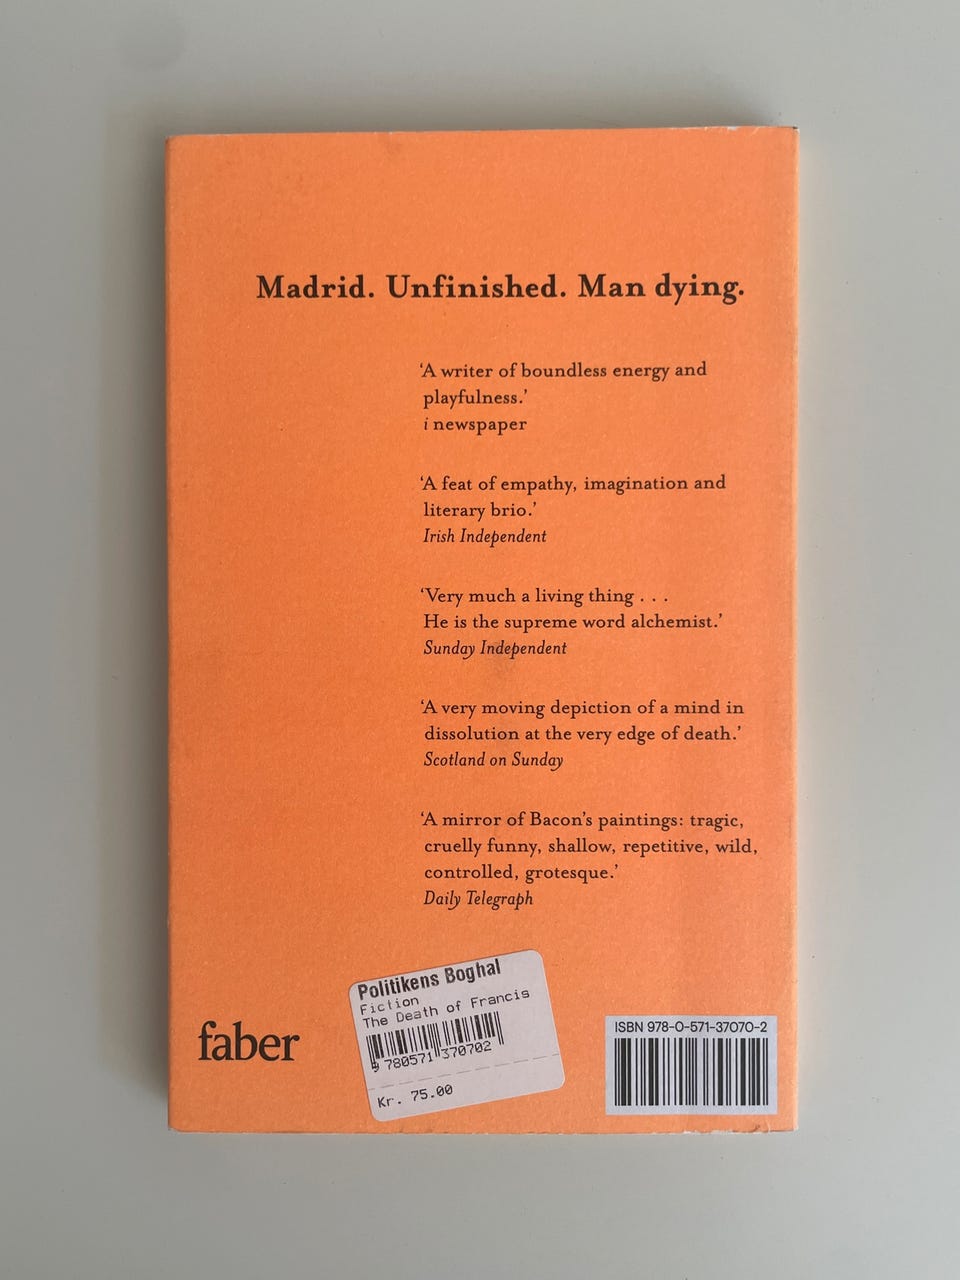 Madrid. Unfinished. Man dying.
‘A writer of boundless energy and
playfulness.’
i newspaper
‘A feat of empathy, imagination and
literary brio.’
Irish Independent
‘Very much a living thing . . .
He is the supreme word alchemist.’
Sunday Independent
‘A very moving depiction of a mind in
dissolution at the very edge of death.’
Scotland on Sunday
‘A mirror of Bacon’s paintings: tragic,
cruelly funny, shallow, repetitive, wild,
controlled, grotesque.’
Daily Telegraph
faber
Politikens Boghal
Fiction
The Death of Francis
9 780571 370702
Kr. 75.00
ISBN 978-0-571-37070-2